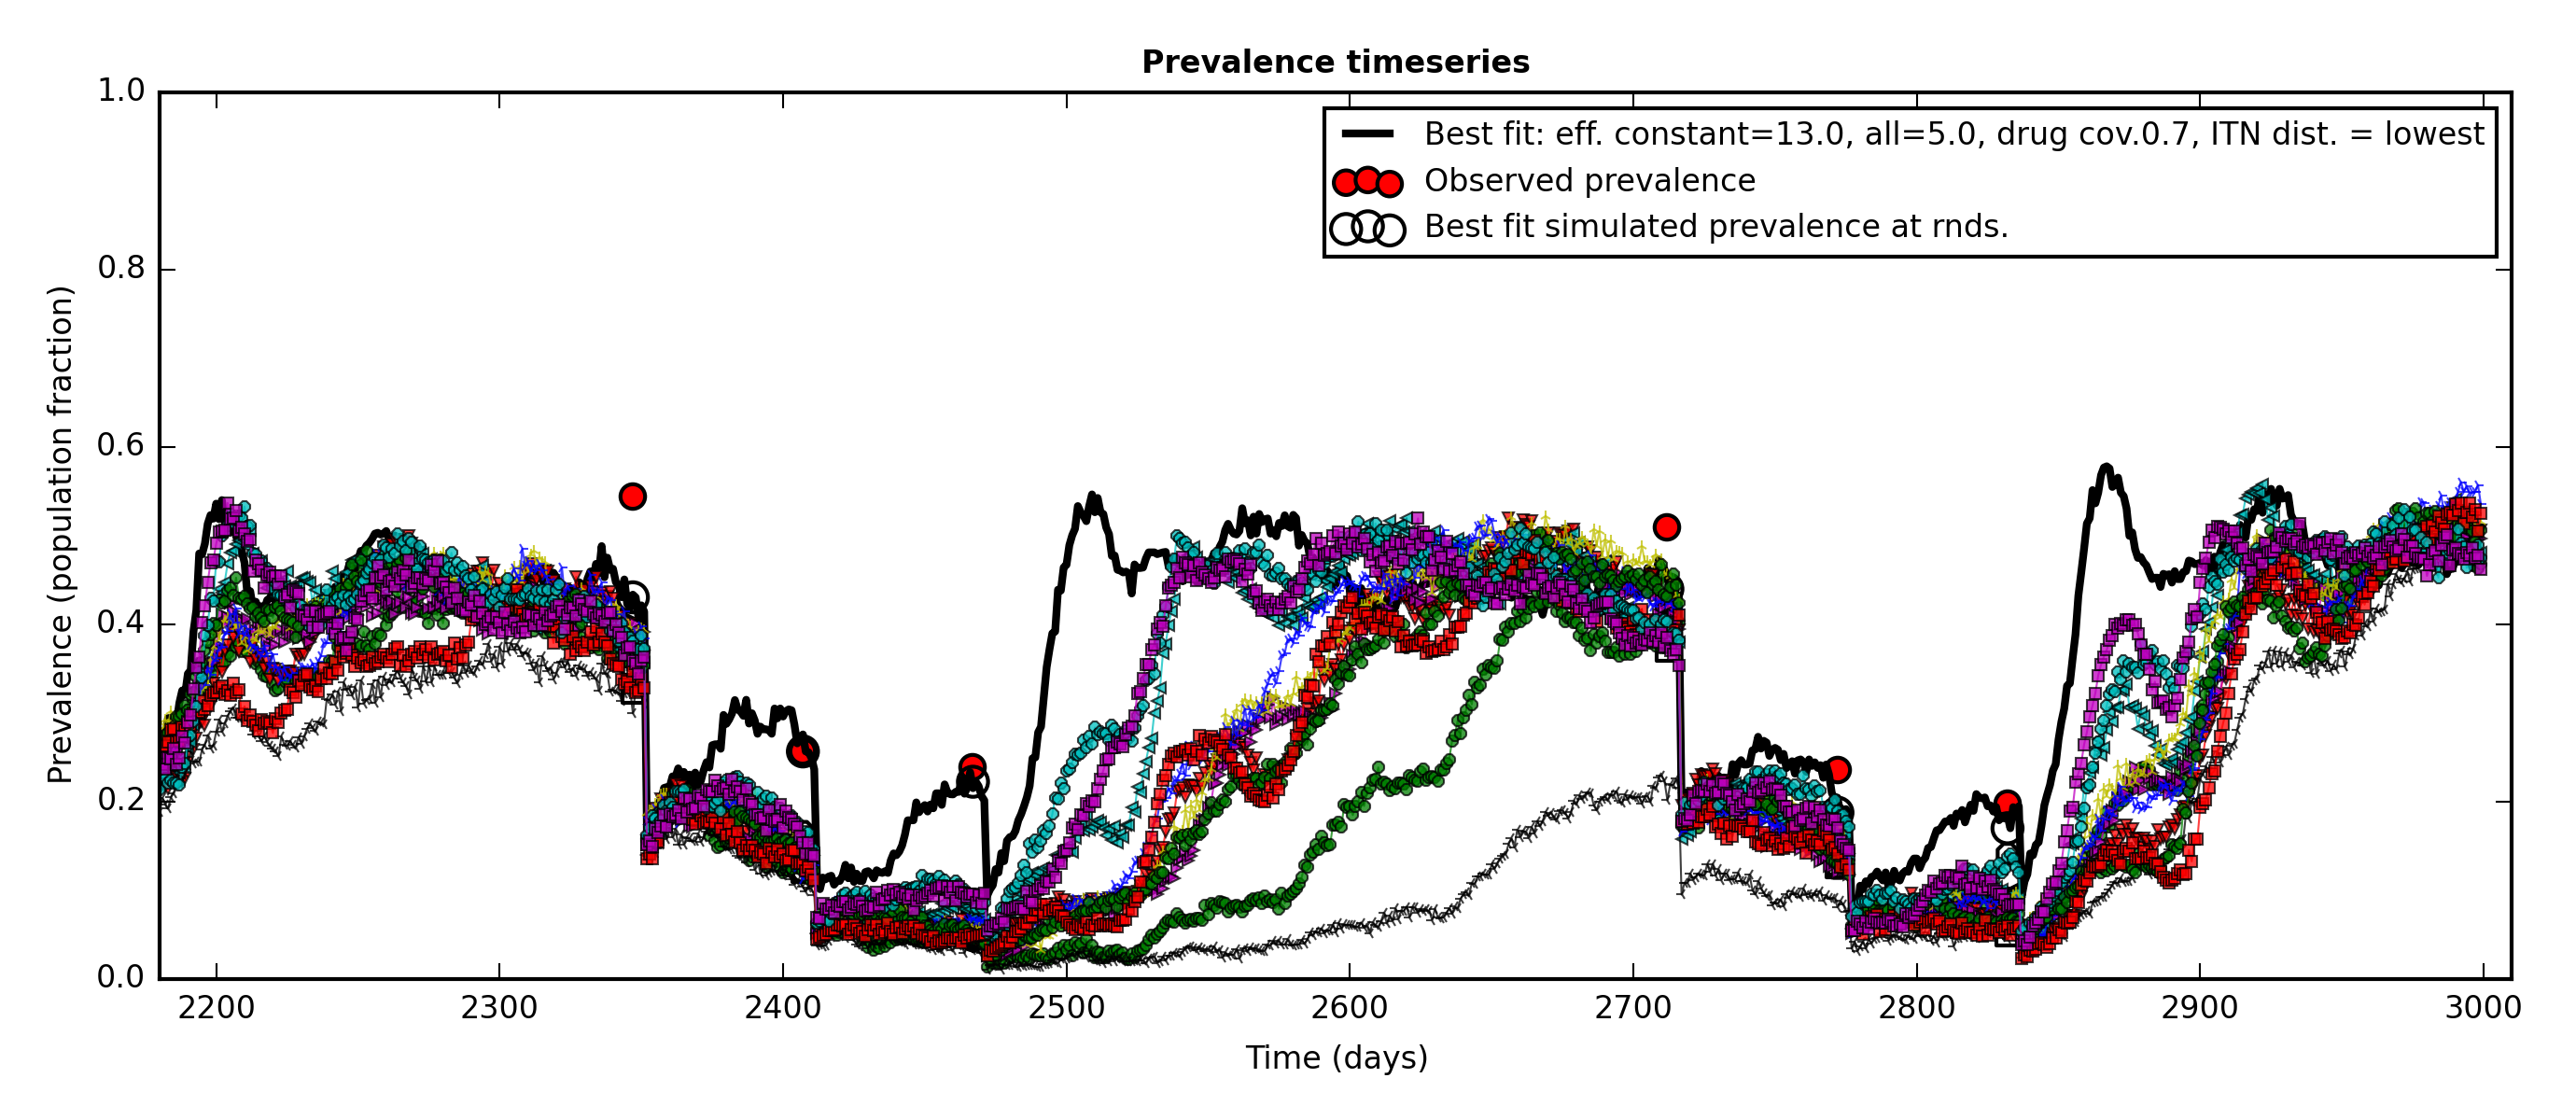 Prevalence timeseries
1.0
0.8
0.6
0.4
0.2
0.0
Prevalence (population fraction)
Best fit: eff. constant=13.0, all=5.0, drug cov.0.7, ITN dist. = lowest
Observed prevalence
Best fit simulated prevalence at rnds.
2200 2300 2400 2500 2600 2700 2800 2900 3000
Time (days)